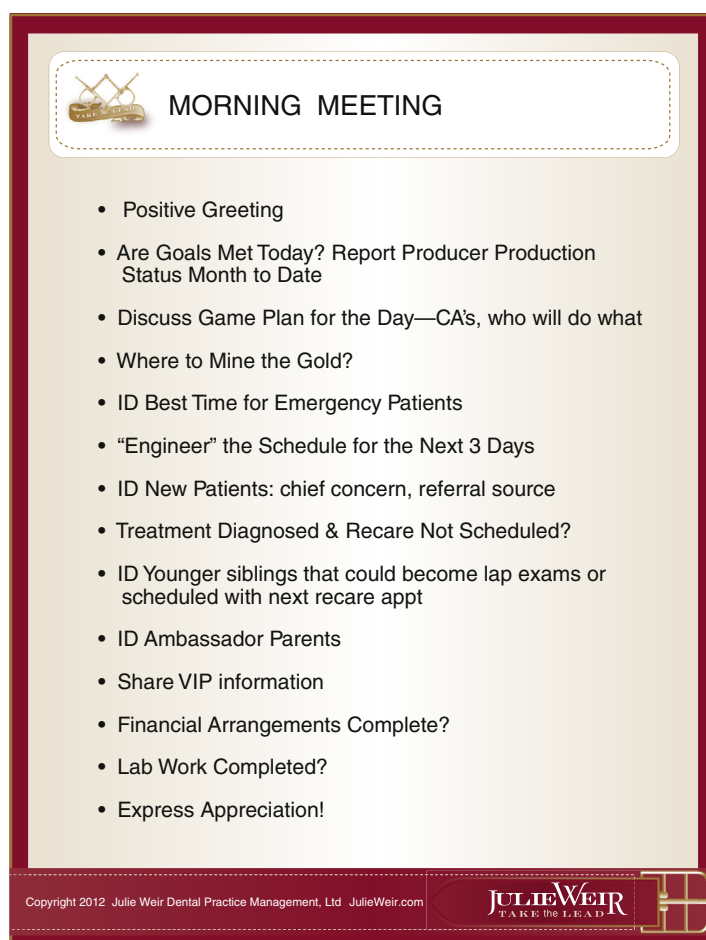 TAKE the LEAD
MORNING MEETING
• Positive Greeting
• Are Goals Met Today? Report Producer Production
Status Month to Date
• Discuss Game Plan for the Day—CA's, who will do what
• Where to Mine the Gold?
• ID Best Time for Emergency Patients
• “Engineer” the Schedule for the Next 3 Days
• ID New Patients: chief concern, referral source
• Treatment Diagnosed & Recare Not Scheduled?
• ID Younger siblings that could become lap exams or
scheduled with next recare appt
• ID Ambassador Parents
• Share VIP information
• Financial Arrangements Complete?
• Lab Work Completed?
• Express Appreciation!
Copyright 2012 Julie Weir Dental Practice Management, Ltd JulieWeir.com
JULIE WEIR
TAKE the LEAD